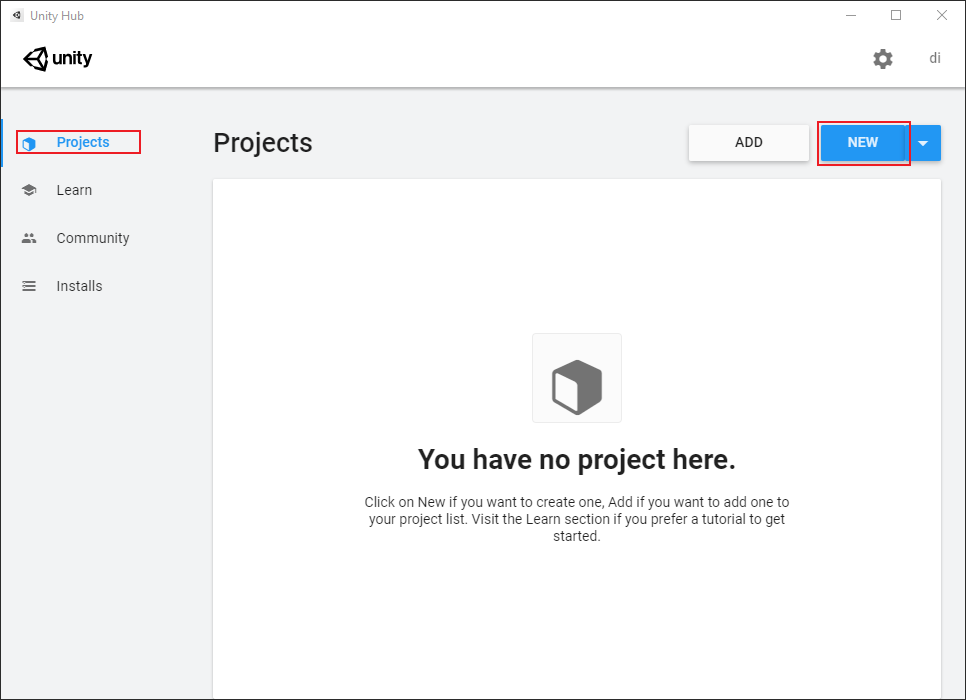 Unity Hub
unity
di
Projects
Learn
Community
Installs
Projects
ADD
NEW
You have no project here.
Click on New if you want to create one, Add if you want to add one to
your project list. Visit the Learn section if you prefer a tutorial to get
started.